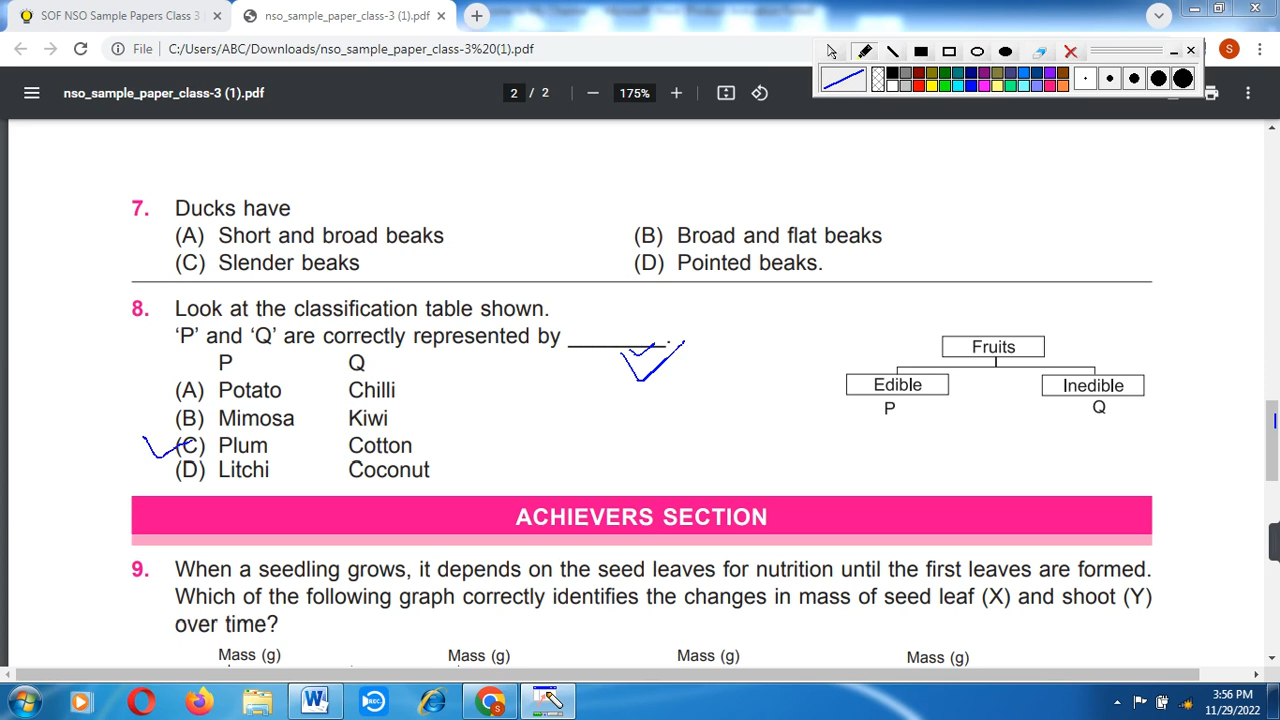 SOF NSO Sample Papers Class 3
nso_sample_paper_class-3 (1).pdf
File
C:/Users/ABC/Downloads/nso_sample_paper_class-3%20(1).pdf
S
nso_sample_paper_class-3 (1).pdf
2 / 2
175%
7. Ducks have
(A) Short and broad beaks (B) Broad and flat beaks
(C) Slender beaks (D) Pointed beaks.
8. Look at the classification table shown.
‘P’ and ‘Q’ are correctly represented by ________.
P Q
(A) Potato Chilli
(B) Mimosa Kiwi
(C) Plum Cotton
(D) Litchi Coconut
Fruits
Edible Inedible
P Q
ACHIEVERS SECTION
9. When a seedling grows, it depends on the seed leaves for nutrition until the first leaves are formed.
Which of the following graph correctly identifies the changes in mass of seed leaf (X) and shoot (Y)
over time?
Mass (g) Mass (g) Mass (g) Mass (g)
W
REC
S
3:56 PM
11/29/2022